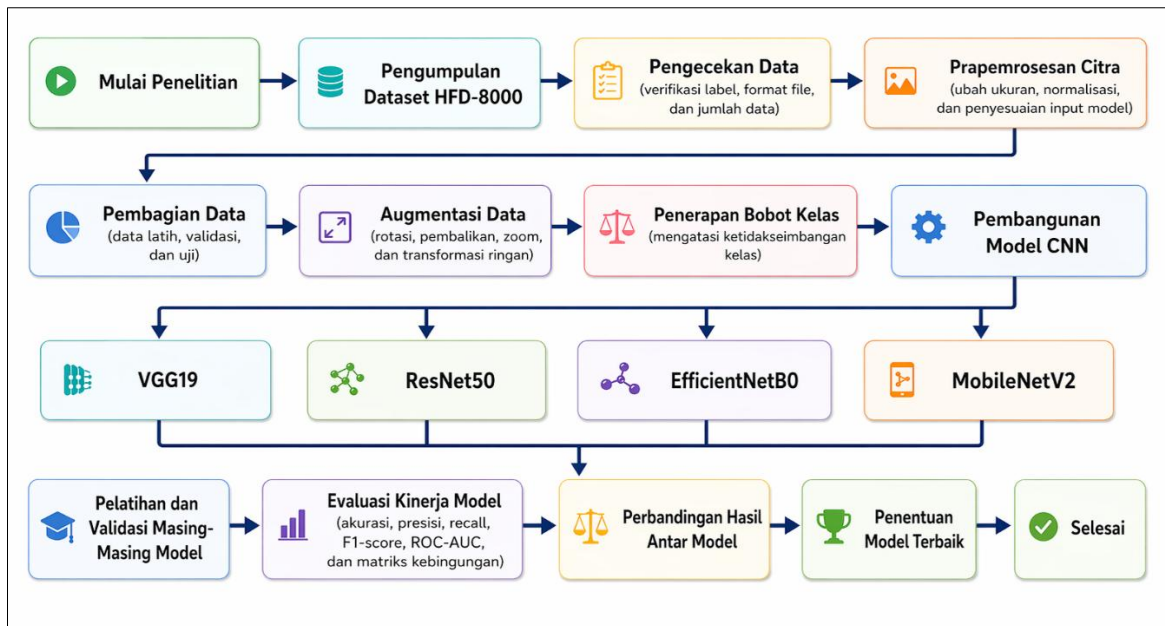 Mulai Penelitian
Pengumpulan
Dataset HFD-8000
Pengecekan Data
(verifikasi label, format file,
dan jumlah data)
Prapemrosesan Citra
(ubah ukuran, normalisasi,
dan penyesuaian input model)
Pembagian Data
(data latih, validasi,
dan uji)
Augmentasi Data
(rotasi, pembalikan, zoom,
dan transformasi ringan)
Penerapan Bobot Kelas
(mengatasi ketidakseimbangan
kelas)
Pembangunan
Model CNN
VGG19
ResNet50
EfficientNetB0
MobileNetV2
Pelatihan dan
Validasi Masing-
Masing Model
Evaluasi Kinerja Model
(akurasi, presisi, recall,
F1-score, ROC-AUC,
dan matriks kebingungan)
Perbandingan Hasil
Antar Model
Penentuan
Model Terbaik
Selesai